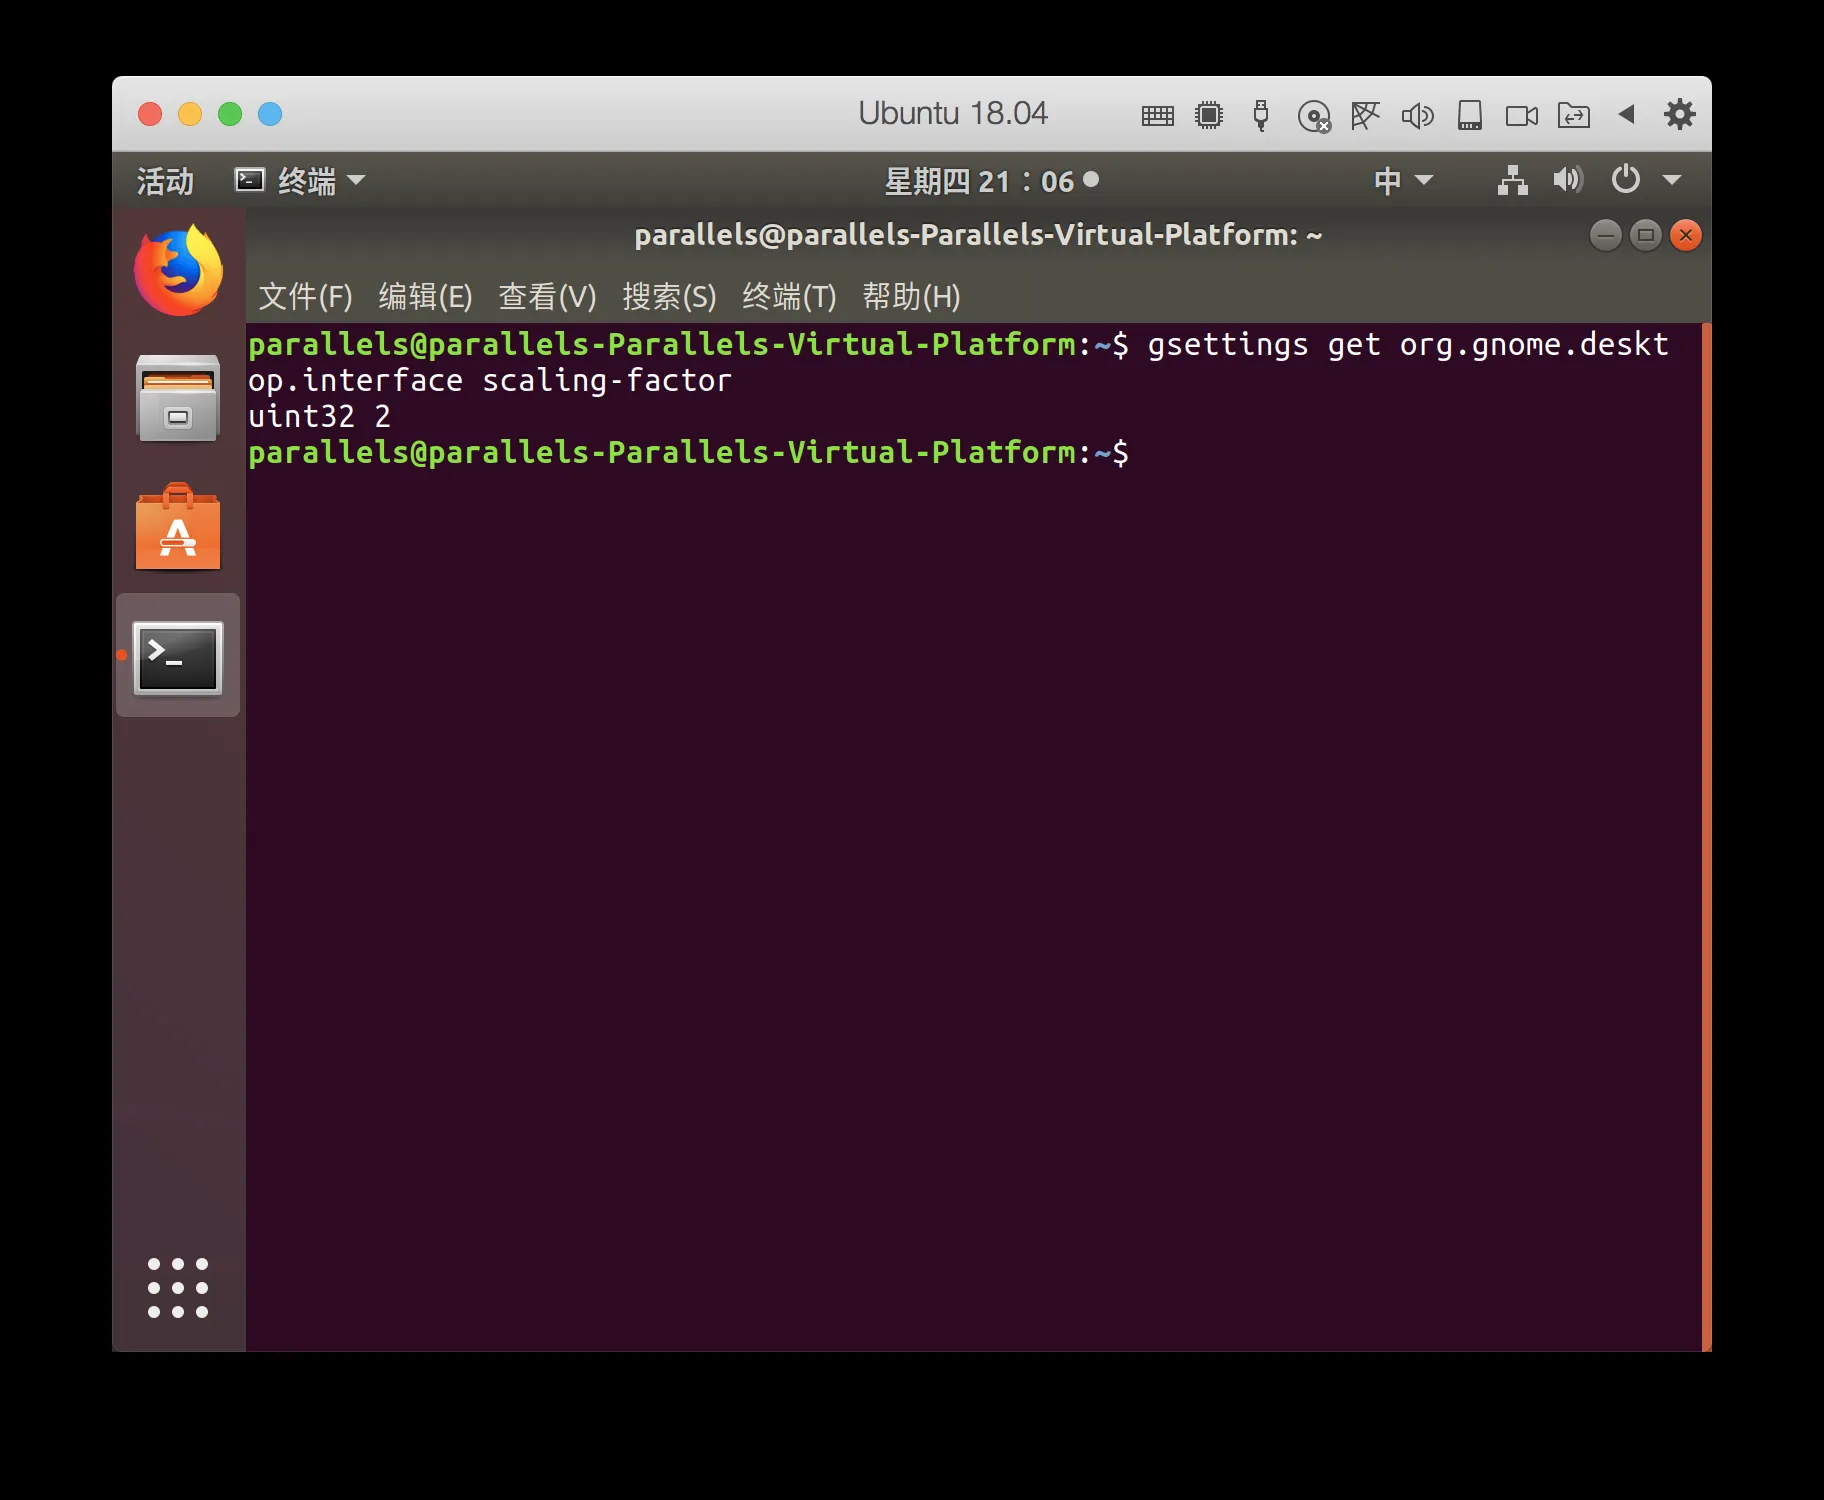 Ubuntu 18.04
活动 终端 星期四 21：06 中
parallels@parallels-Parallels-Virtual-Platform: ~
文件(F) 编辑(E) 查看(V) 搜索(S) 终端(T) 帮助(H)
parallels@parallels-Parallels-Virtual-Platform:~$ gsettings get org.gnome.deskt
op.interface scaling-factor
uint32 2
parallels@parallels-Parallels-Virtual-Platform:~$